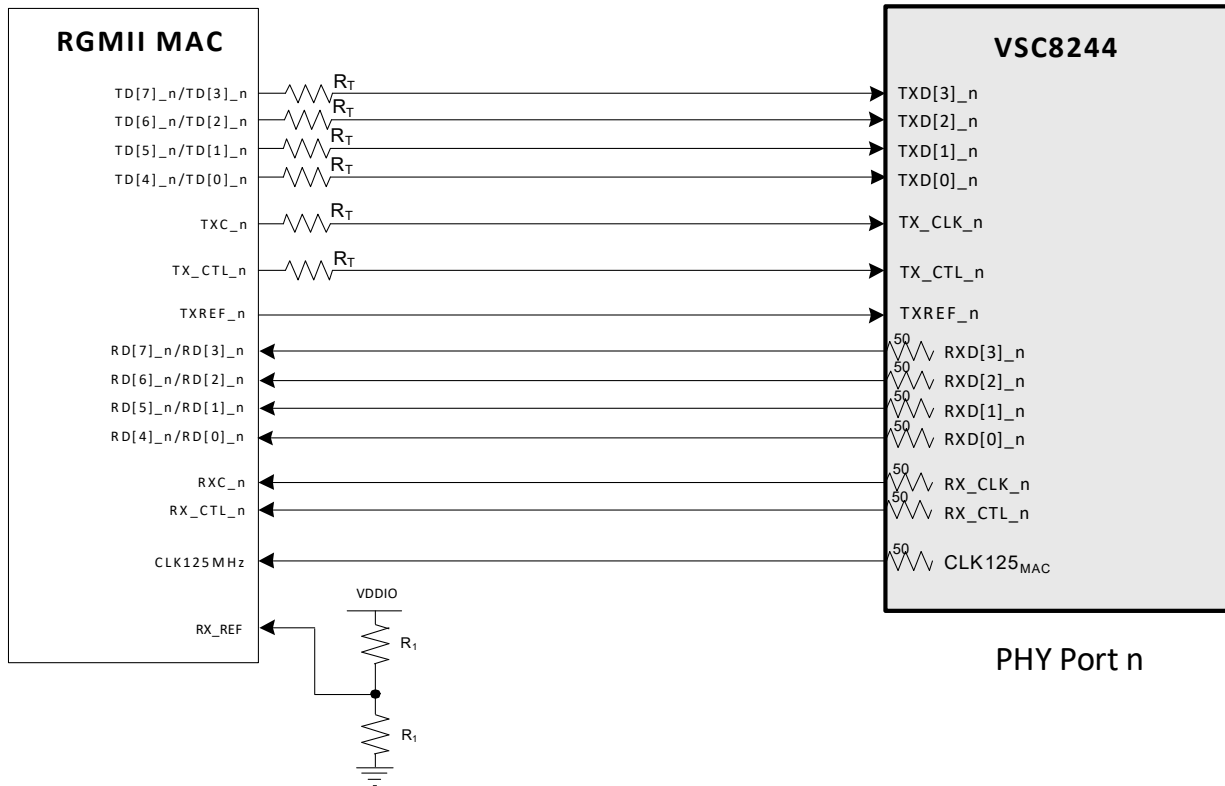 RGMII MAC
VSC8244
TD[7]_n/TD[3]_n
R_T
TXD[3]_n
TD[6]_n/TD[2]_n
R_T
TXD[2]_n
TD[5]_n/TD[1]_n
R_T
TXD[1]_n
TD[4]_n/TD[0]_n
R_T
TXD[0]_n
TXC_n
R_T
TX_CLK_n
TX_CTL_n
R_T
TX_CTL_n
TXREF_n
TXREF_n
RD[7]_n/RD[3]_n
50
RXD[3]_n
RD[6]_n/RD[2]_n
50
RXD[2]_n
RD[5]_n/RD[1]_n
50
RXD[1]_n
RD[4]_n/RD[0]_n
50
RXD[0]_n
RXC_n
50
RX_CLK_n
RX_CTL_n
50
RX_CTL_n
CLK125MHz
50
CLK125MAC
VDDIO
RX_REF
R₁
R₁
PHY Port n